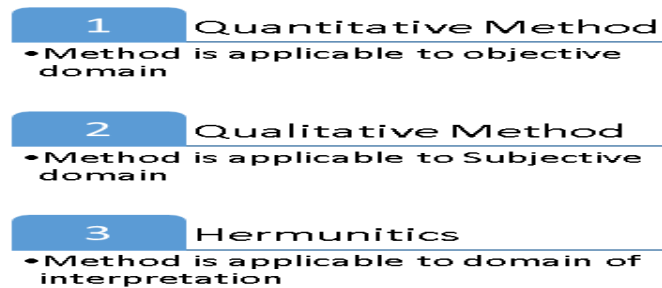 1 Quantitative Method
•Method is applicable to objective
domain
2 Qualitative Method
•Method is applicable to Subjective
domain
3 Hermunitics
•Method is applicable to domain of
interpretation